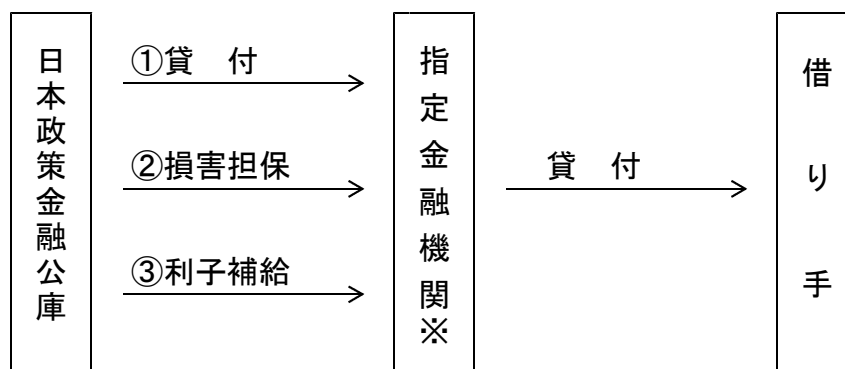 日本政策金融公庫
①貸　付
②損害担保
③利子補給
指定金融機関※
貸　付
借り手